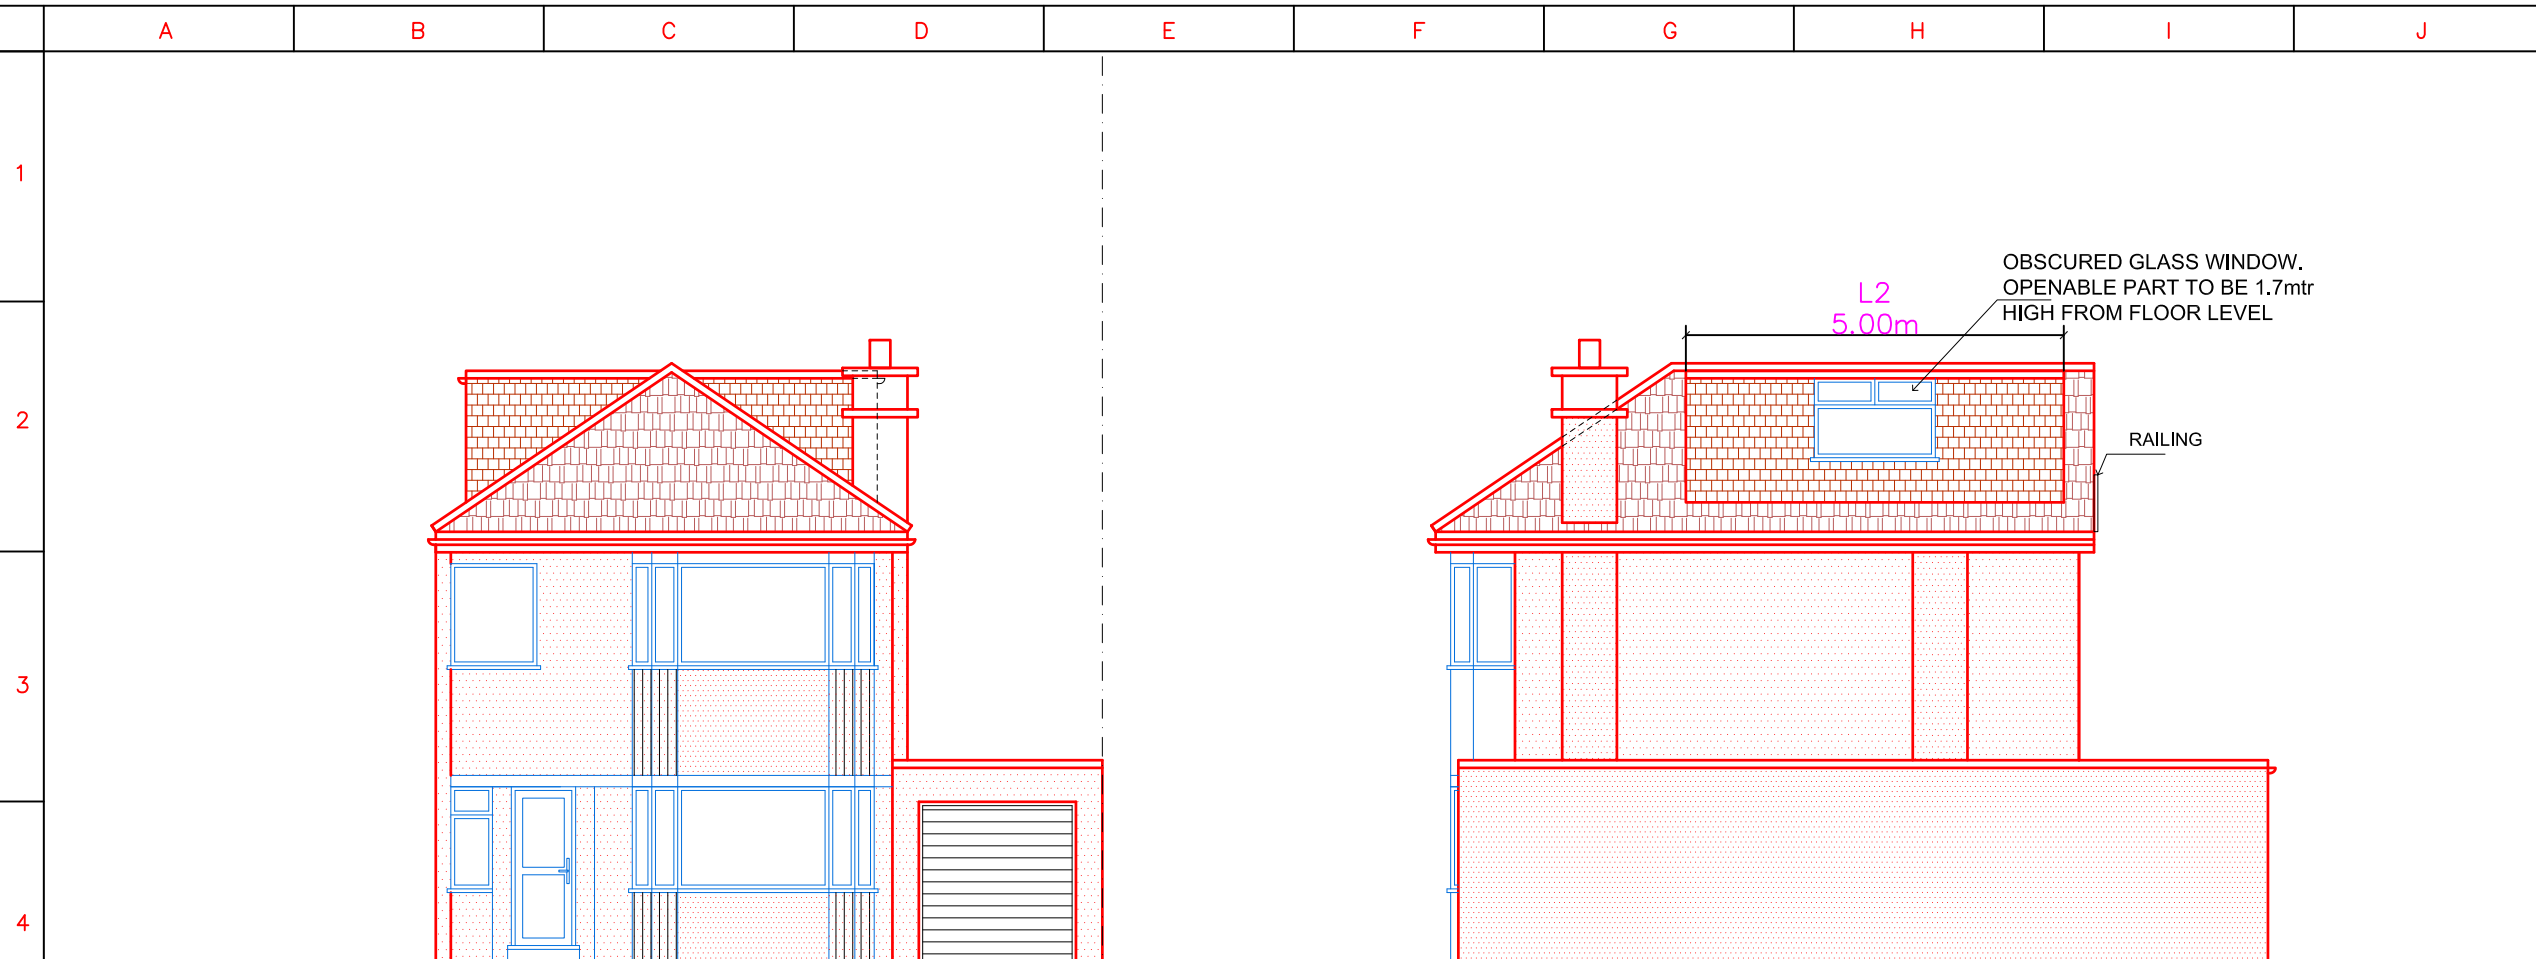 A B C D E F G H I J
1
OBSCURED GLASS WINDOW.
OPENABLE PART TO BE 1.7mtr
HIGH FROM FLOOR LEVEL
L2
5.00m
2
RAILING
3
4